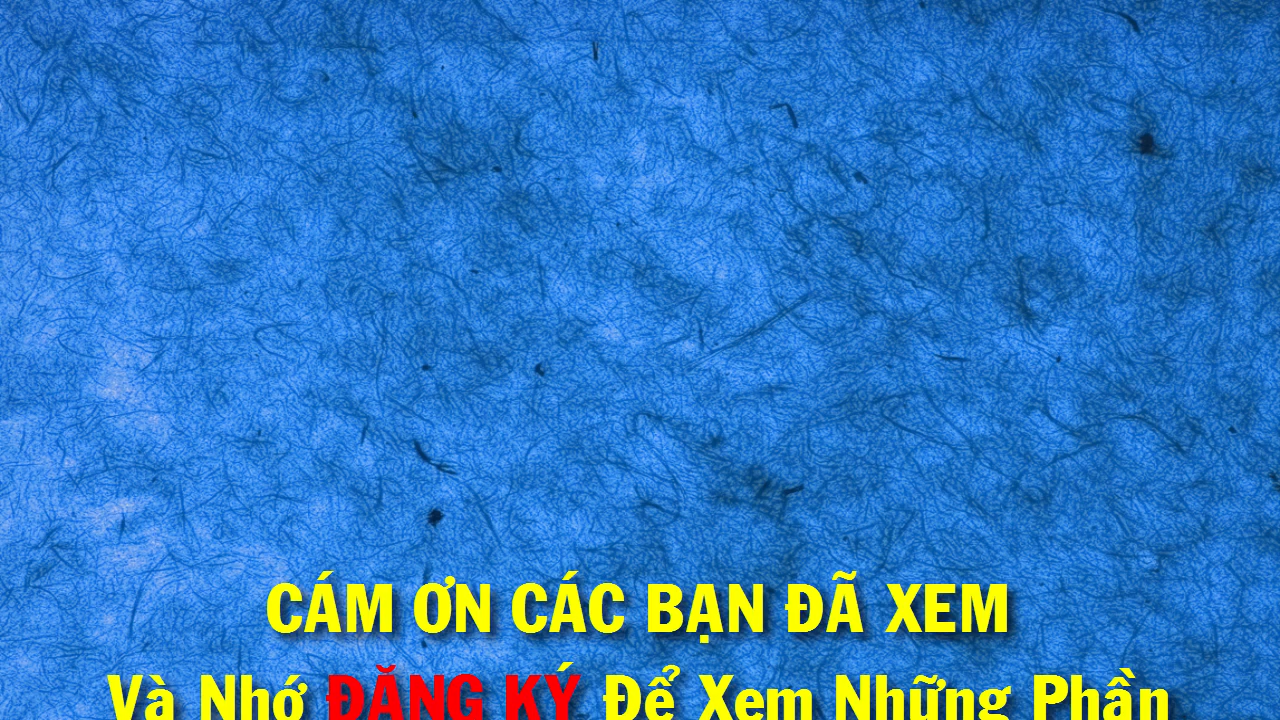 CÁM ƠN CÁC BẠN ĐÃ XEM
Và Nhớ ĐĂNG KÝ Để Xem Những Phần